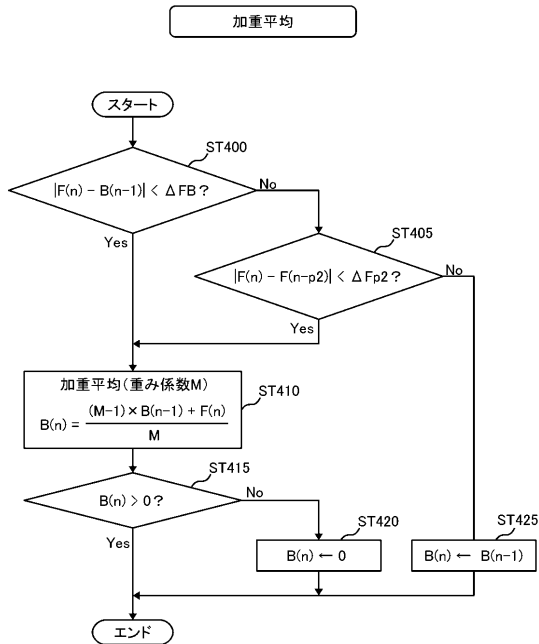 加重平均
スタート
ST400
|F(n) − B(n−1)| < ΔFB?
No
Yes
ST405
|F(n) − F(n−p2)| < ΔFp2?
No
Yes
加重平均(重み係数M)
B(n) = (M−1) × B(n−1) + F(n)
M
ST410
ST415
B(n) > 0?
No
Yes
ST420
B(n) ← 0
ST425
B(n) ← B(n−1)
エンド